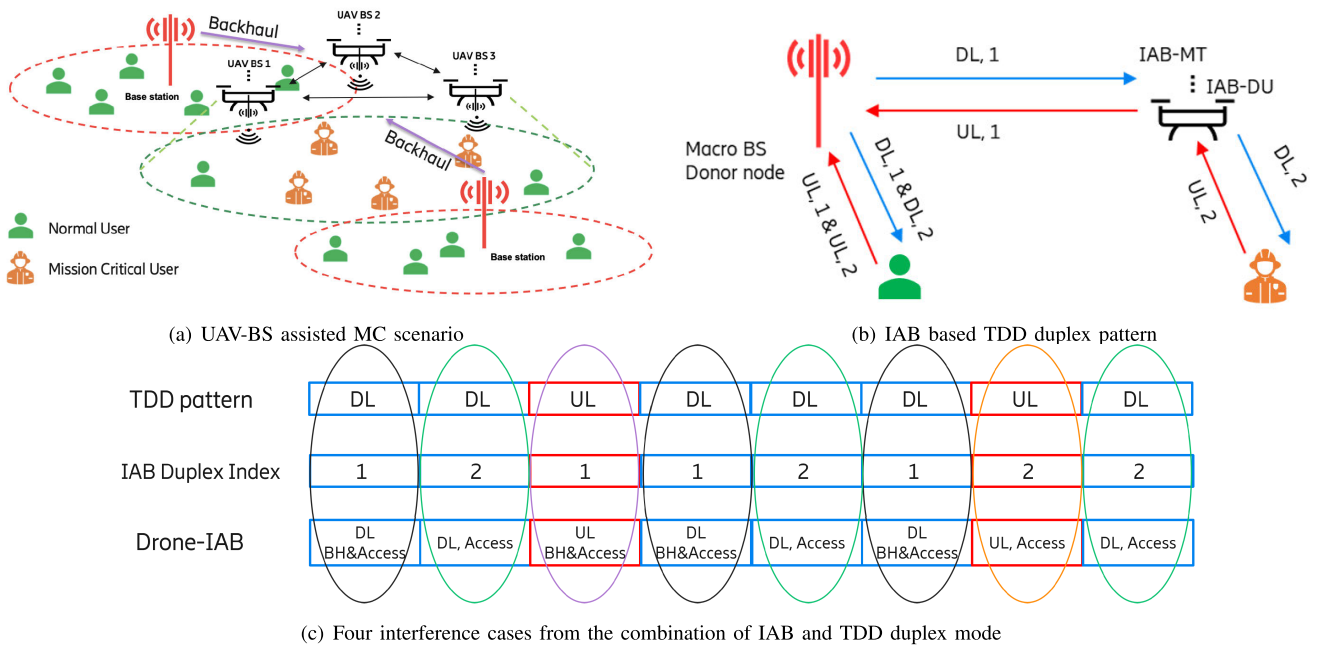 Backhaul
UAV BS 2
UAV BS 1
UAV BS 3
Base station
Backhaul
Base station
Normal User
Mission Critical User
(a) UAV-BS assisted MC scenario
DL, 1
UL, 1
IAB-MT
IAB-DU
Macro BS
Donor node
DL, 1 & DL, 2
UL, 1 & UL, 2
DL, 2
UL, 2
(b) IAB based TDD duplex pattern
TDD pattern DL DL UL DL DL DL UL DL
IAB Duplex Index 1 2 1 1 2 1 2 2
Drone-IAB
DL
BH&Access
DL, Access
UL
BH&Access
DL
BH&Access
DL, Access
DL
BH&Access
UL, Access
DL, Access
(c) Four interference cases from the combination of IAB and TDD duplex mode